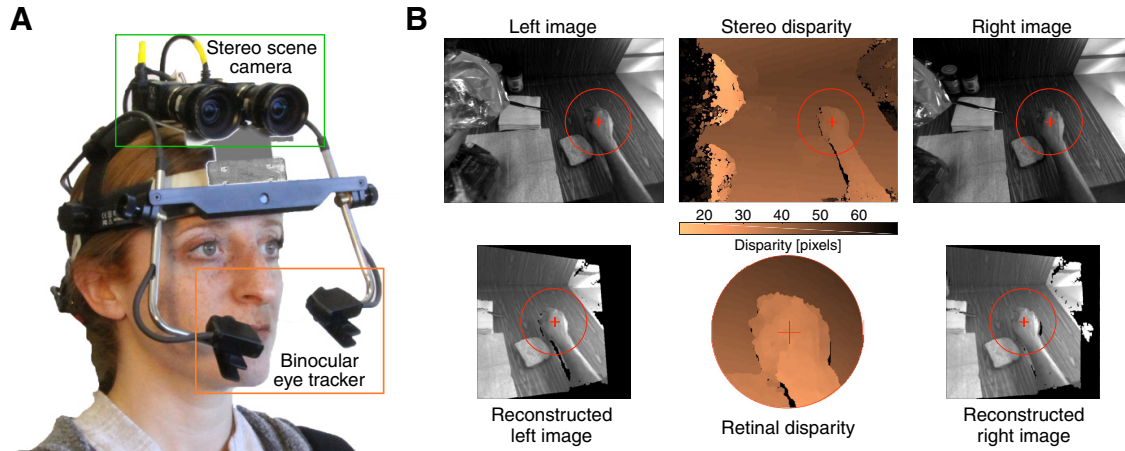 A
B
Stereo scene
camera
Binocular
eye tracker
Left image
Stereo disparity
Right image
20 30 40 50 60
Disparity [pixels]
Reconstructed
left image
Retinal disparity
Reconstructed
right image